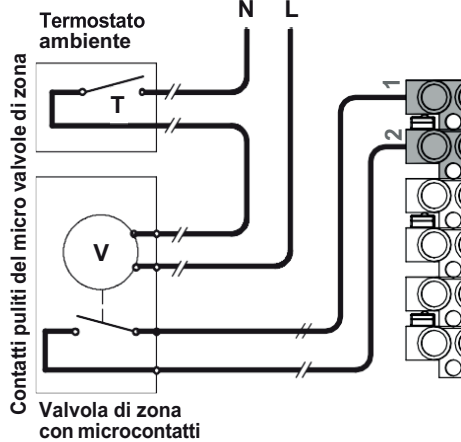 Termostato
ambiente
N L
T
1
2
V
Contatti puliti del micro valvole di zona
Valvola di zona
con microcontatti